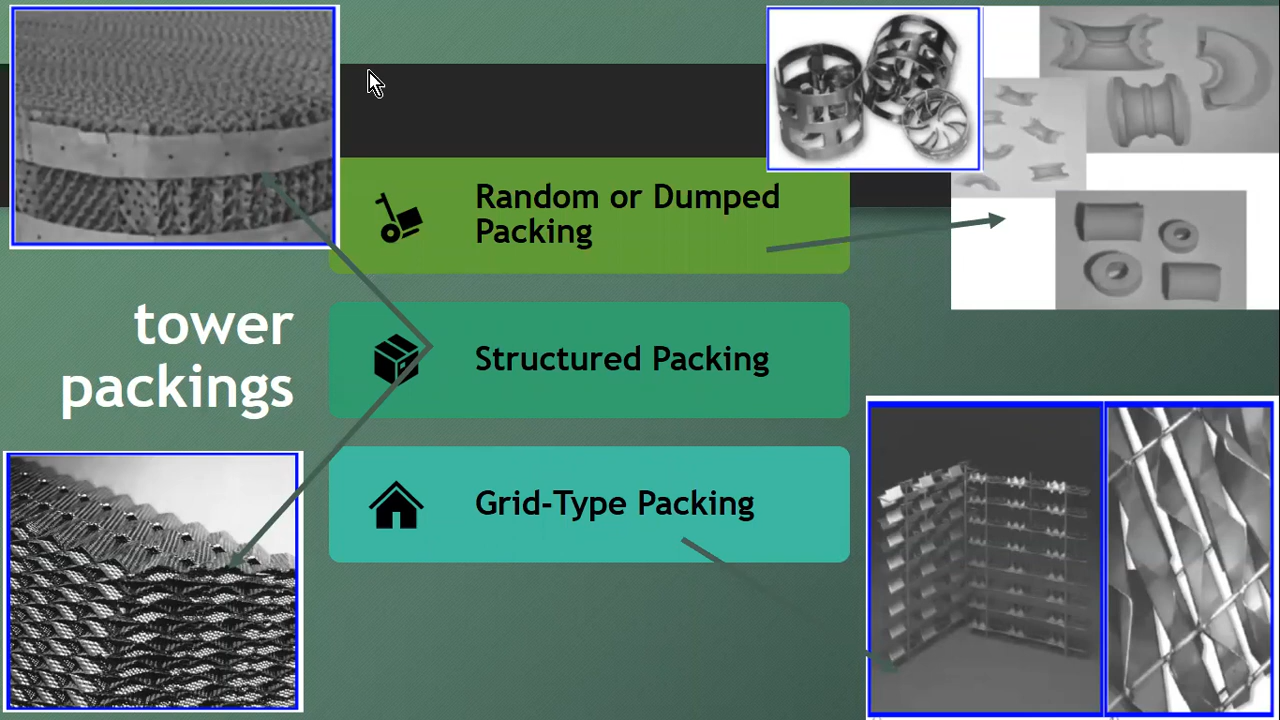 Random or Dumped
Packing
tower
packings
Structured Packing
Grid-Type Packing